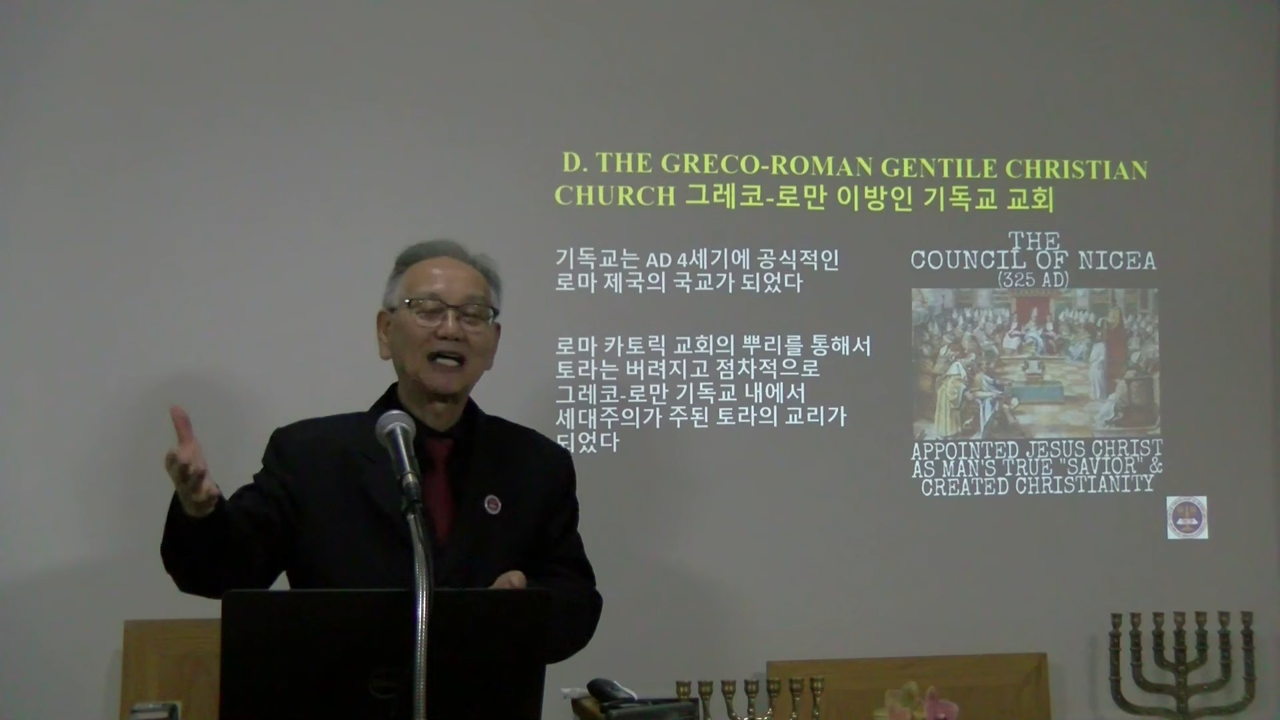 D. THE GRECO-ROMAN GENTILE CHRISTIAN
CHURCH 그레코-로만 이방인 기독교 교회
기독교는 AD 4세기에 공식적인
로마 제국의 국교가 되었다
로마 카토릭 교회의 뿌리를 통해서
토라는 버려지고 점차적으로
그레코-로만 기독교 내에서
세대주의가 주된 토라의 교리가
되었다
THE
COUNCIL OF NICEA
(325 AD)
APPOINTED JESUS CHRIST
AS MAN'S TRUE "SAVIOR" &
CREATED CHRISTIANITY